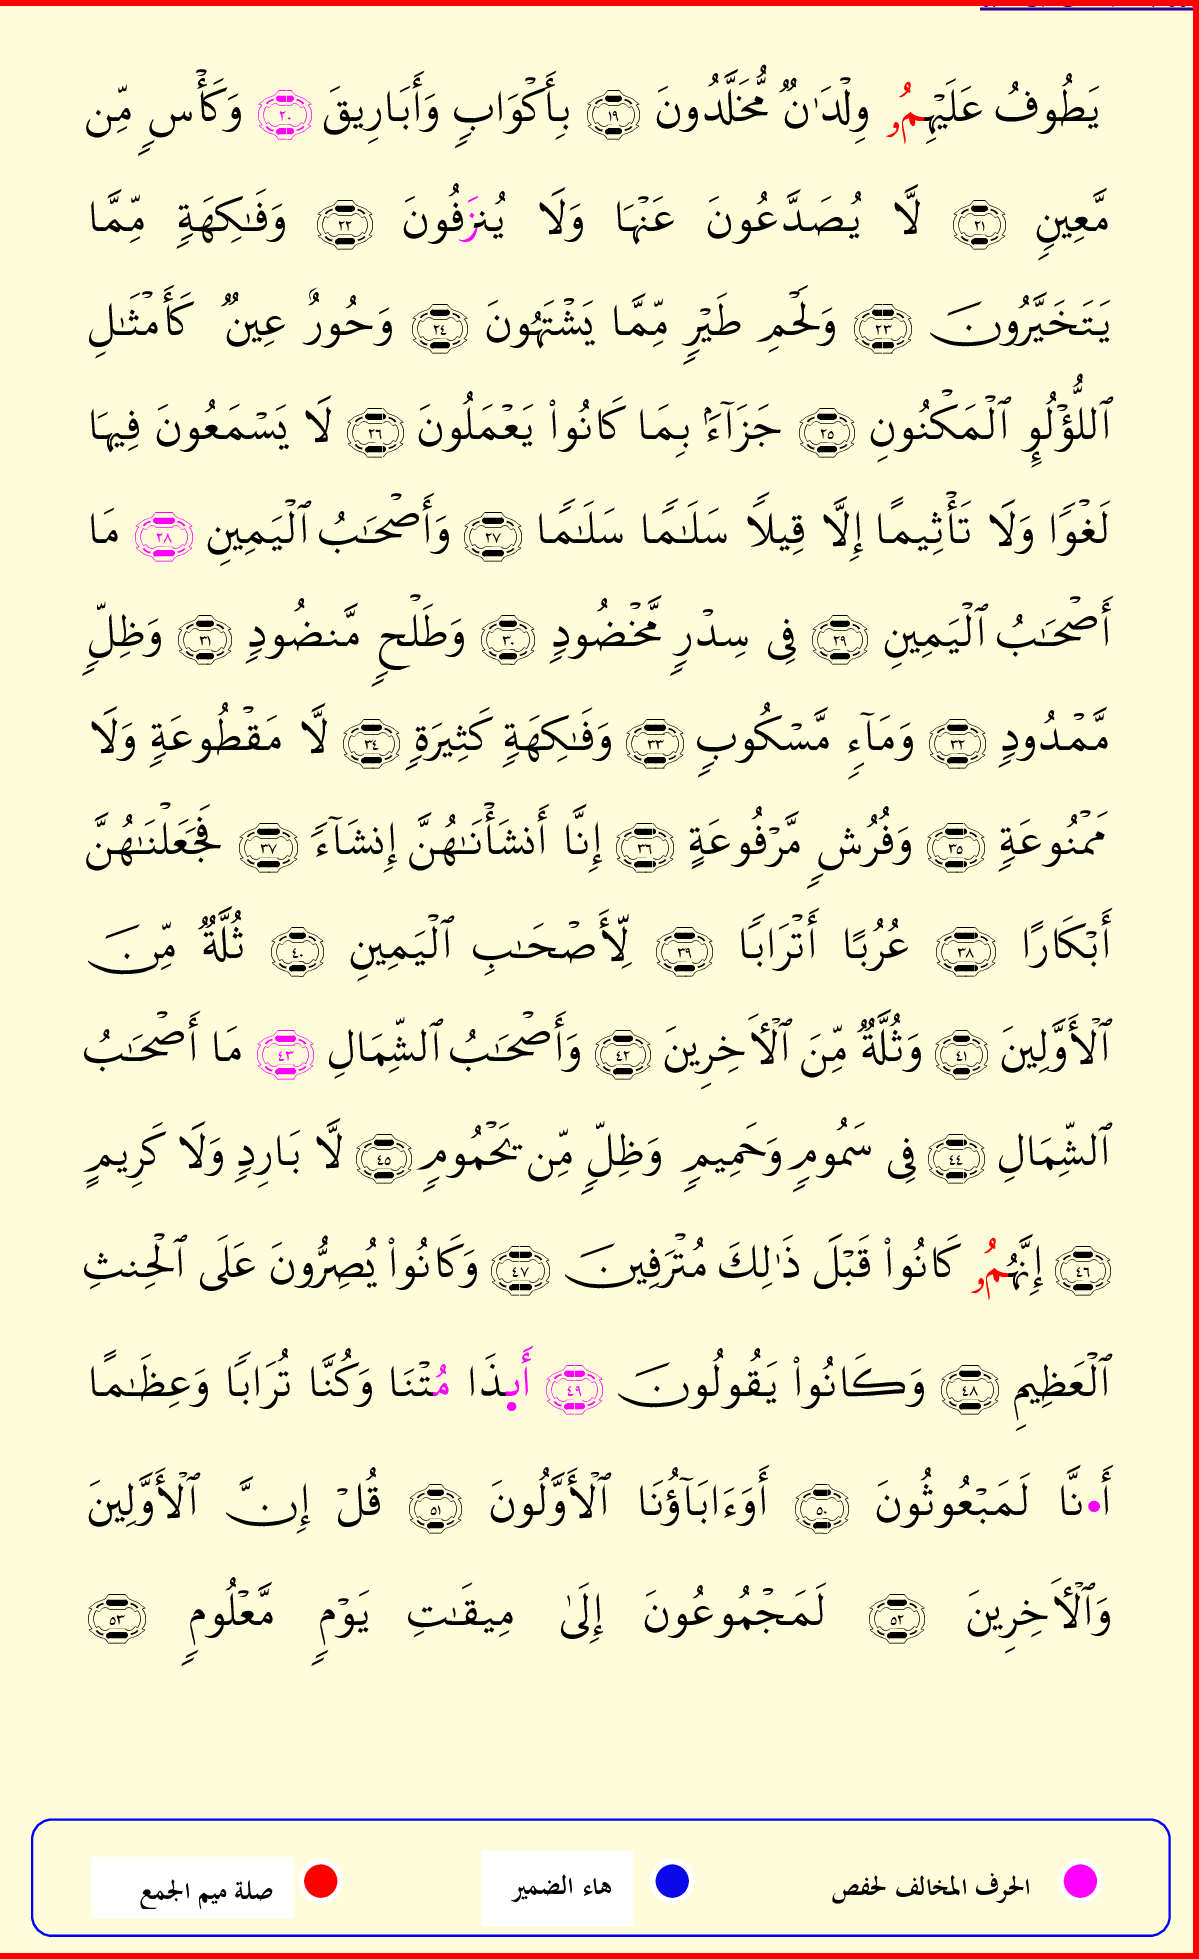 يَطُوفُ عَلَيْهِمُۥ وِلْدَٰنٌ مُّخَلَّدُونَ ١٩ بِأَكْوَابٍ وَأَبَارِيقَ ٢٠ وَكَأْسٍ مِّن
مَّعِينٍ ٢١ لَّا يُصَدَّعُونَ عَنْهَا وَلَا يُنزَفُونَ ٢٢ وَفَٰكِهَةٍ مِّمَّا
يَتَخَيَّرُونَ ٢٣ وَلَحْمِ طَيْرٍ مِّمَّا يَشْتَهُونَ ٢٤ وَحُورٌ عِينٌ كَأَمْثَٰلِ
ٱللُّؤْلُوِٕ ٱلْمَكْنُونِ ٢٥ جَزَآءًۢ بِمَا كَانُوا۟ يَعْمَلُونَ ٢٦ لَا يَسْمَعُونَ فِيهَا
لَغْوًا وَلَا تَأْثِيمًا إِلَّا قِيلًا سَلَٰمًا سَلَٰمًا ٢٧ وَأَصْحَٰبُ ٱلْيَمِينِ ٢٨ مَا
أَصْحَٰبُ ٱلْيَمِينِ ٢٩ فِى سِدْرٍ مَّخْضُودٍ ٣٠ وَطَلْحٍ مَّنضُودٍ ٣١ وَظِلٍّ
مَّمْدُودٍ ٣٢ وَمَآءٍ مَّسْكُوبٍ ٣٣ وَفَٰكِهَةٍ كَثِيرَةٍ ٣٤ لَّا مَقْطُوعَةٍ وَلَا
مَمْنُوعَةٍ ٣٥ وَفُرُشٍ مَّرْفُوعَةٍ ٣٦ إِنَّا أَنشَأْنَٰهُنَّ إِنشَآءً ٣٧ فَجَعَلْنَٰهُنَّ
أَبْكَارًا ٣٨ عُرُبًا أَتْرَابًا ٣٩ لِّأَصْحَٰبِ ٱلْيَمِينِ ٤٠ ثُلَّةٌ مِّنَ
ٱلْأَوَّلِينَ ٤١ وَثُلَّةٌ مِّنَ ٱلْأَخِرِينَ ٤٢ وَأَصْحَٰبُ ٱلشِّمَالِ ٤٣ مَا أَصْحَٰبُ
ٱلشِّمَالِ ٤٤ فِى سَمُومٍ وَحَمِيمٍ وَظِلٍّ مِّن يَحْمُومٍ ٤٥ لَّا بَارِدٍ وَلَا كَرِيمٍ
٤٦ إِنَّهُمُۥ كَانُوا۟ قَبْلَ ذَٰلِكَ مُتْرَفِينَ ٤٧ وَكَانُوا۟ يُصِرُّونَ عَلَى ٱلْحِنثِ
ٱلْعَظِيمِ ٤٨ وَكَانُوا۟ يَقُولُونَ ٤٩ أَىِٕذَا مُتْنَا وَكُنَّا تُرَابًا وَعِظَٰمًا
أَ•نَّا لَمَبْعُوثُونَ ٥٠ أَوَءَابَآؤُنَا ٱلْأَوَّلُونَ ٥١ قُلْ إِنَّ ٱلْأَوَّلِينَ
وَٱلْأَخِرِينَ ٥٢ لَمَجْمُوعُونَ إِلَىٰ مِيقَٰتِ يَوْمٍ مَّعْلُومٍ ٥٣
الحرف المخالف لحفص هاء الضمير صلة ميم الجمع